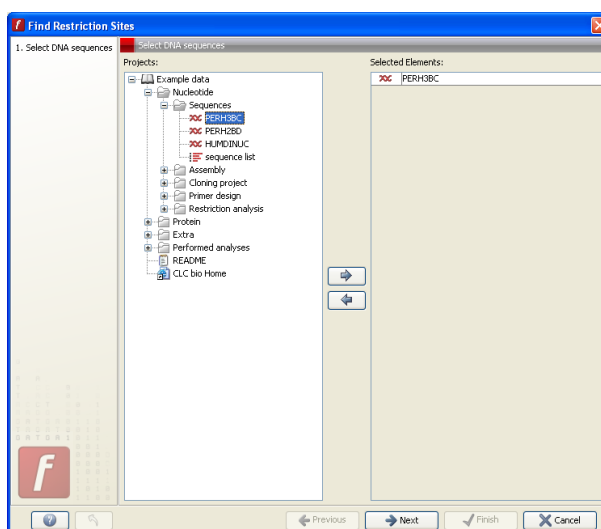 Find Restriction Sites
1. Select DNA sequences
Select DNA sequences
Projects:
Example data
Nucleotide
Sequences
PERH3BC
PERH2BD
HUMDINUC
sequence list
Assembly
Cloning project
Primer design
Restriction analysis
Protein
Extra
Performed analyses
README
CLC bio Home
Selected Elements:
PERH3BC
Previous
Next
Finish
Cancel